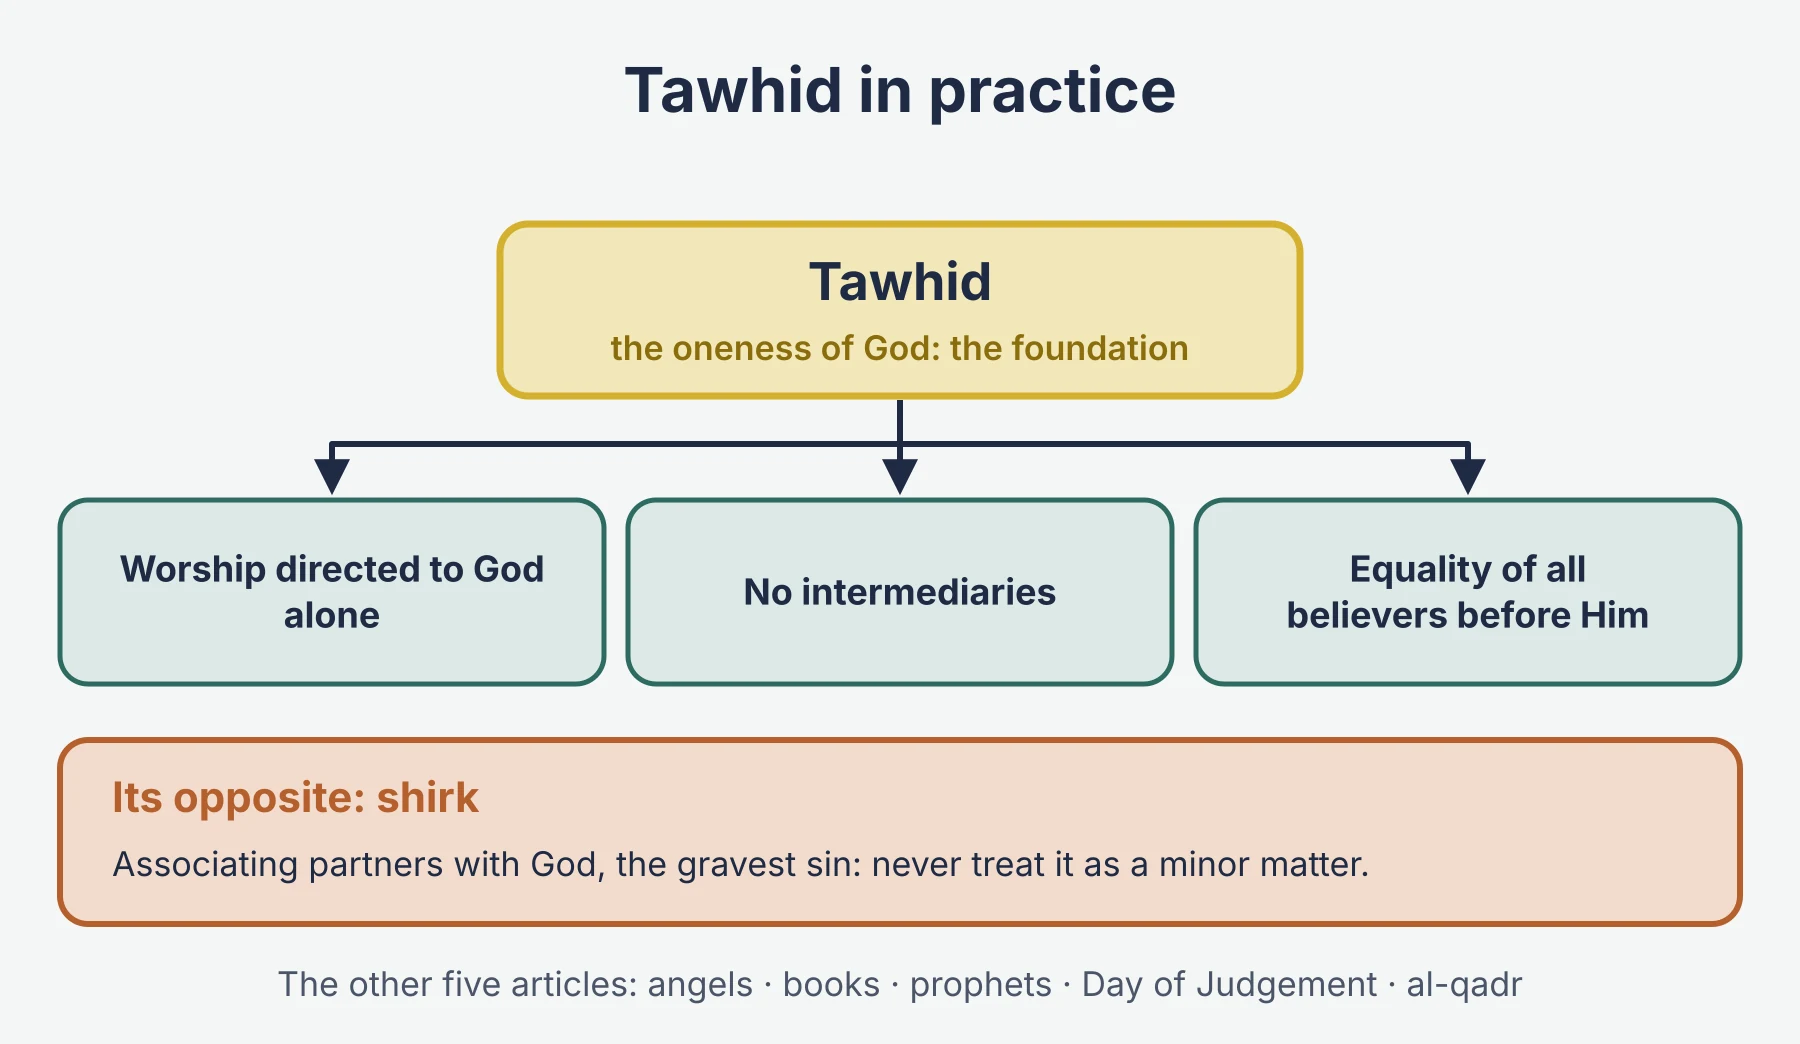 Tawhid in practice
Tawhid
the oneness of God: the foundation
Worship directed to God
alone
No intermediaries
Equality of all
believers before Him
Its opposite: shirk
Associating partners with God, the gravest sin: never treat it as a minor matter.
The other five articles: angels · books · prophets · Day of Judgement · al-qadr